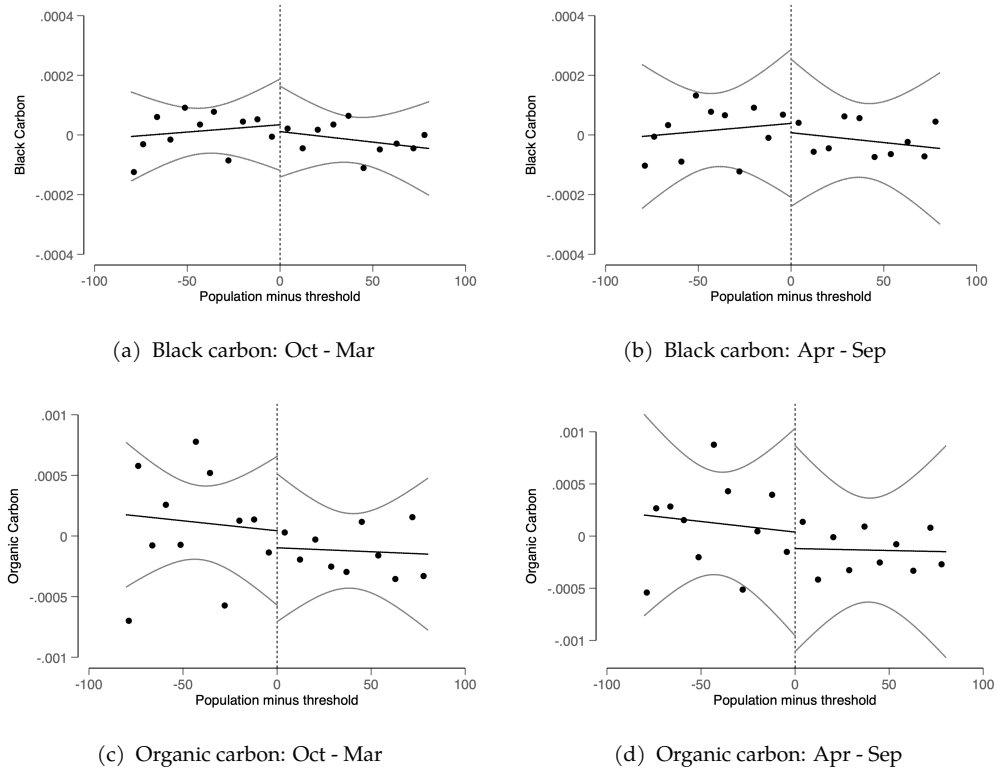 .0004
.0002
0
-.0002
-.0004
Black Carbon
-100 -50 0 50 100
Population minus threshold
(a) Black carbon: Oct - Mar
.0004
.0002
0
-.0002
-.0004
Black Carbon
-100 -50 0 50 100
Population minus threshold
(b) Black carbon: Apr - Sep
.001
.0005
0
-.0005
-.001
Organic Carbon
-100 -50 0 50 100
Population minus threshold
(c) Organic carbon: Oct - Mar
.001
.0005
0
-.0005
-.001
Organic Carbon
-100 -50 0 50 100
Population minus threshold
(d) Organic carbon: Apr - Sep